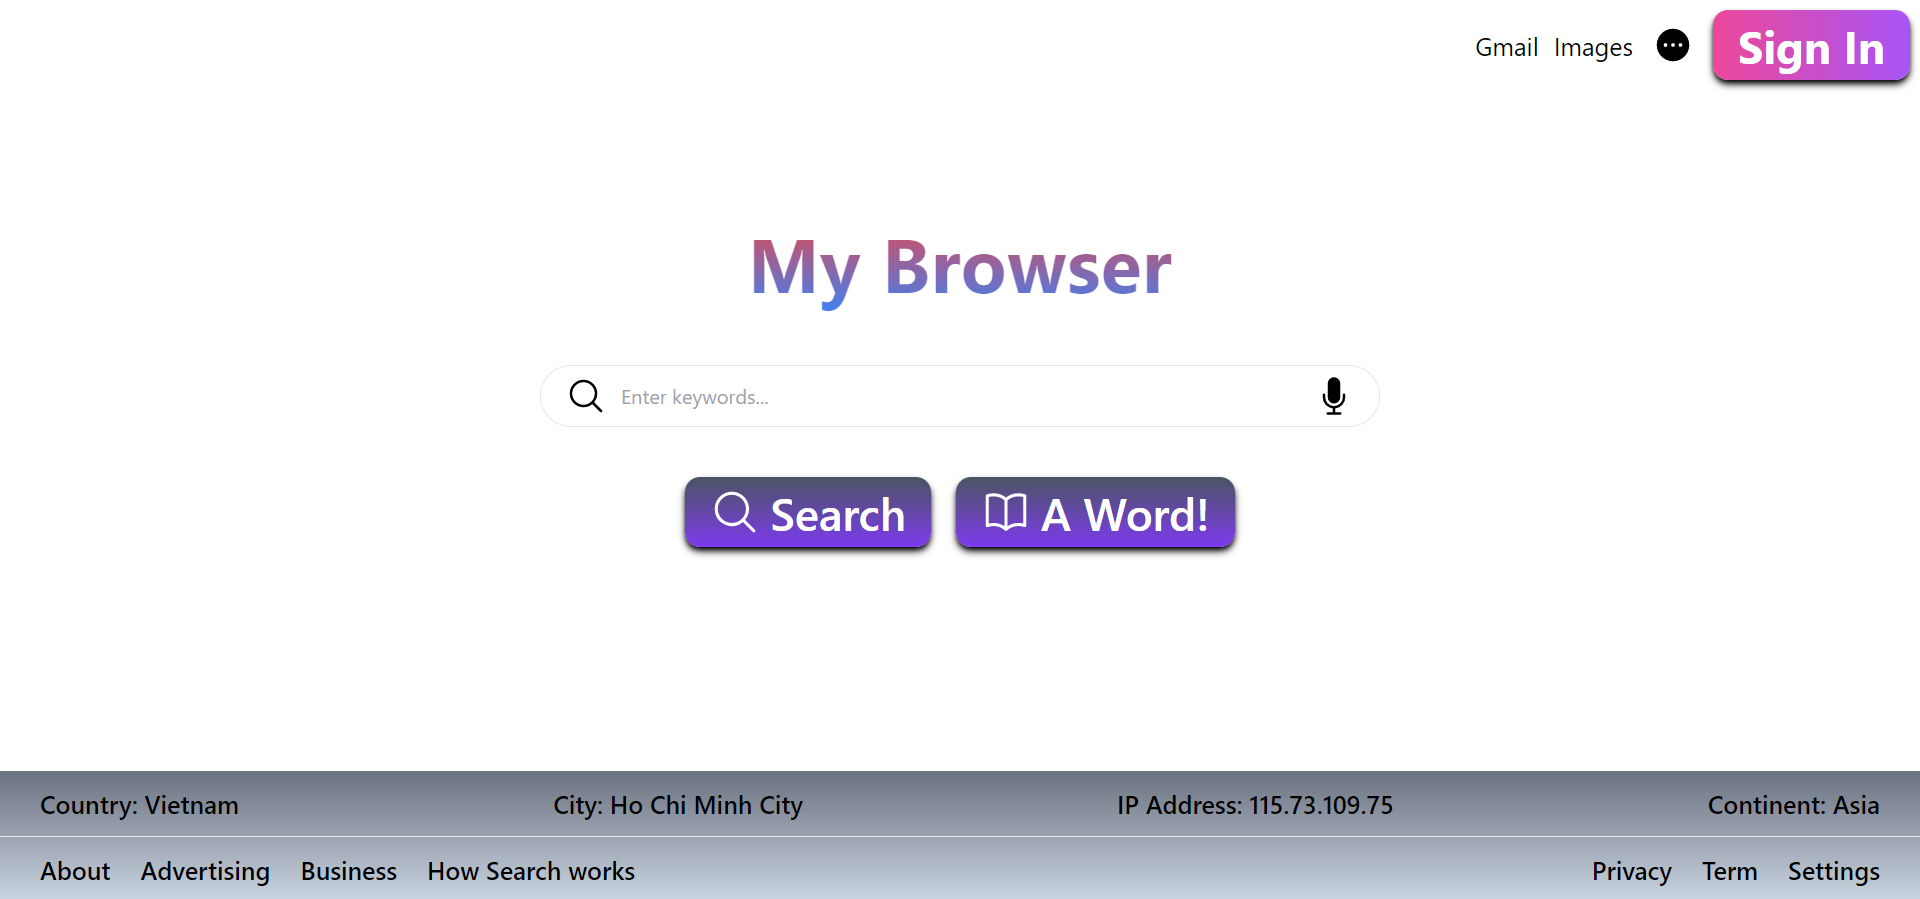 Gmail Images Sign In
My Browser
Enter keywords...
Search A Word!
Country: Vietnam City: Ho Chi Minh City IP Address: 115.73.109.75 Continent: Asia
About Advertising Business How Search works Privacy Term Settings